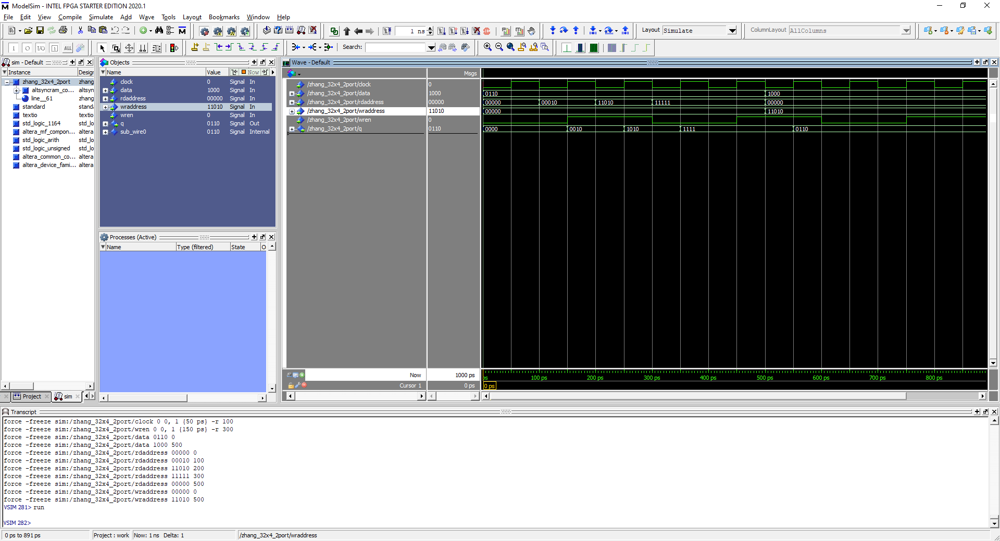 ModelSim - INTEL FPGA STARTER EDITION 2020.1
File Edit View Compile Simulate Add Wave Tools Layout Bookmarks Window Help
1 ns
Layout Simulate
ColumnLayout AllColumns
Search:
sim - Default
Instance Design
zhang_32x4_2port zhang
altsyncram_co... altsyn
line__61 zhang
standard stand
textio textio
std_logic_1164 std_lo
altera_mf_compon... altera
std_logic_arith std_lo
std_logic_unsigned std_lo
altera_common_co... altera
altera_device_fami... altera
Project sim
Objects
Name Value Now
clock 0 Signal In
data 1000 Signal In
rdaddress 00000 Signal In
wraddress 11010 Signal In
wren 0 Signal In
q 0110 Signal Out
sub_wire0 0110 Signal Internal
Processes (Active)
Name Type (filtered) State O
Wave - Default
Msgs
/zhang_32x4_2port/clock 0
/zhang_32x4_2port/data 1000 0110 1000
/zhang_32x4_2port/rdaddress 00000 00000 00010 11010 11111 00000
/zhang_32x4_2port/wraddress 11010 00000 11010
/zhang_32x4_2port/wren 0
/zhang_32x4_2port/q 0110 0000 0010 1010 1111 0110
Now 1000 ps ps 100 ps 200 ps 300 ps 400 ps 500 ps 600 ps 700 ps 800 ps
Cursor 1 0 ps 0 ps
Transcript
force -freeze sim:/zhang_32x4_2port/clock 0 0, 1 {50 ps} -r 100
force -freeze sim:/zhang_32x4_2port/wren 0 0, 1 {150 ps} -r 300
force -freeze sim:/zhang_32x4_2port/data 0110 0
force -freeze sim:/zhang_32x4_2port/data 1000 500
force -freeze sim:/zhang_32x4_2port/rdaddress 00000 0
force -freeze sim:/zhang_32x4_2port/rdaddress 00010 100
force -freeze sim:/zhang_32x4_2port/rdaddress 11010 200
force -freeze sim:/zhang_32x4_2port/rdaddress 11111 300
force -freeze sim:/zhang_32x4_2port/rdaddress 00000 500
force -freeze sim:/zhang_32x4_2port/wraddress 00000 0
force -freeze sim:/zhang_32x4_2port/wraddress 11010 500
VSIM 281> run
VSIM 282>
0 ps to 891 ps Project : work Now: 1 ns Delta: 1 /zhang_32x4_2port/wraddress